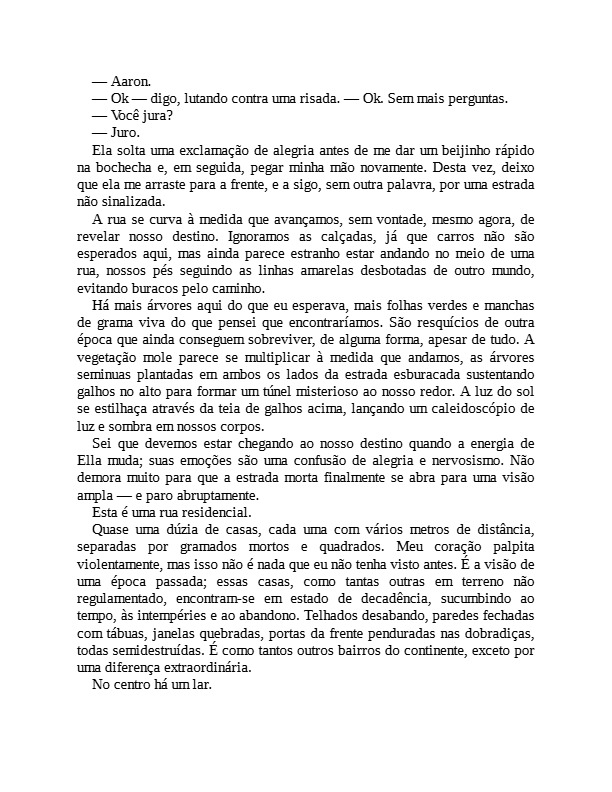 — Aaron.
— Ok — digo, lutando contra uma risada. — Ok. Sem mais perguntas.
— Você jura?
— Juro.
Ela solta uma exclamação de alegria antes de me dar um beijinho rápido
na bochecha e, em seguida, pegar minha mão novamente. Desta vez, deixo
que ela me arraste para a frente, e a sigo, sem outra palavra, por uma estrada
não sinalizada.
A rua se curva à medida que avançamos, sem vontade, mesmo agora, de
revelar nosso destino. Ignoramos as calçadas, já que carros não são
esperados aqui, mas ainda parece estranho estar andando no meio de uma
rua, nossos pés seguindo as linhas amarelas desbotadas de outro mundo,
evitando buracos pelo caminho.
Há mais árvores aqui do que eu esperava, mais folhas verdes e manchas
de grama viva do que pensei que encontraríamos. São resquícios de outra
época que ainda conseguem sobreviver, de alguma forma, apesar de tudo. A
vegetação mole parece se multiplicar à medida que andamos, as árvores
seminuas plantadas em ambos os lados da estrada esburacada sustentando
galhos no alto para formar um túnel misterioso ao nosso redor. A luz do sol
se estilhaça através da teia de galhos acima, lançando um caleidoscópio de
luz e sombra em nossos corpos.
Sei que devemos estar chegando ao nosso destino quando a energia de
Ella muda; suas emoções são uma confusão de alegria e nervosismo. Não
demora muito para que a estrada morta finalmente se abra para uma visão
ampla — e paro abruptamente.
Esta é uma rua residencial.
Quase uma dúzia de casas, cada uma com vários metros de distância,
separadas por gramados mortos e quadrados. Meu coração palpita
violentamente, mas isso não é nada que eu não tenha visto antes. É a visão de
uma época passada; essas casas, como tantas outras em terreno não
regulamentado, encontram-se em estado de decadência, sucumbindo ao
tempo, às intempéries e ao abandono. Telhados desabando, paredes fechadas
com tábuas, janelas quebradas, portas da frente penduradas nas dobradiças,
todas semidestruídas. É como tantos outros bairros do continente, exceto por
uma diferença extraordinária.
No centro há um lar.